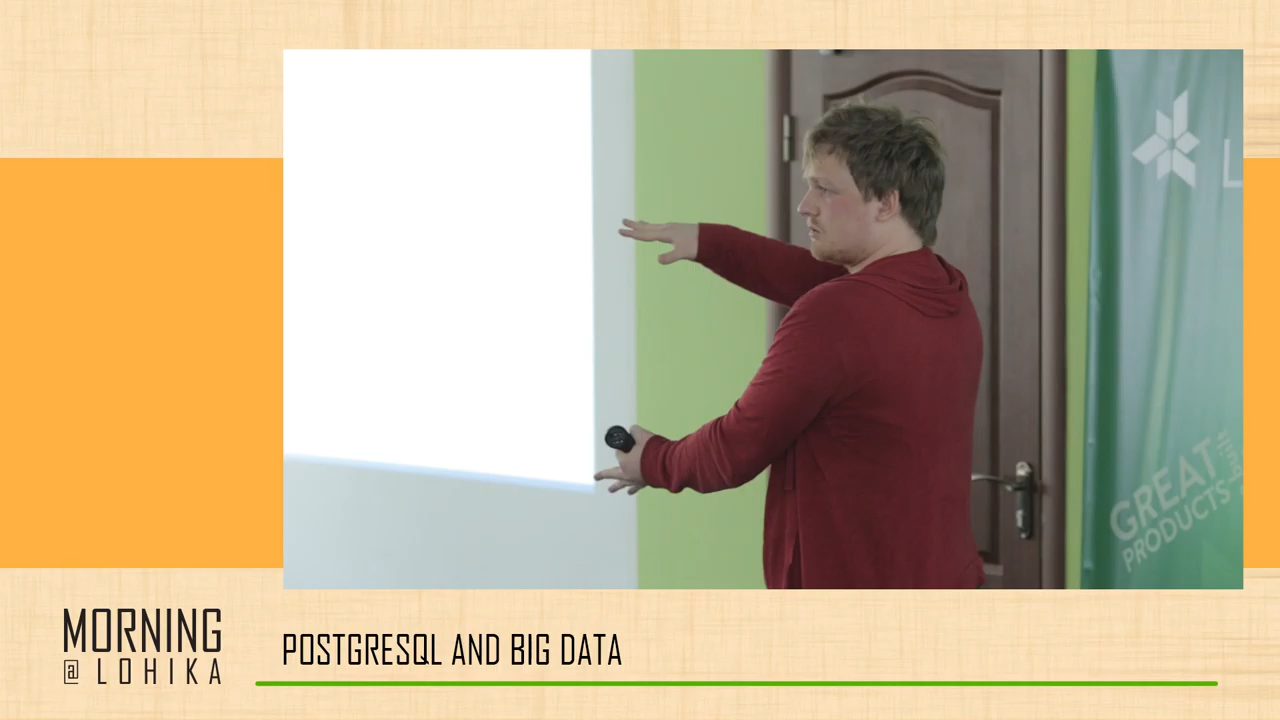 L
GREAT
PRODUCTS
MORNING
@ LOHIKA
POSTGRESQL AND BIG DATA